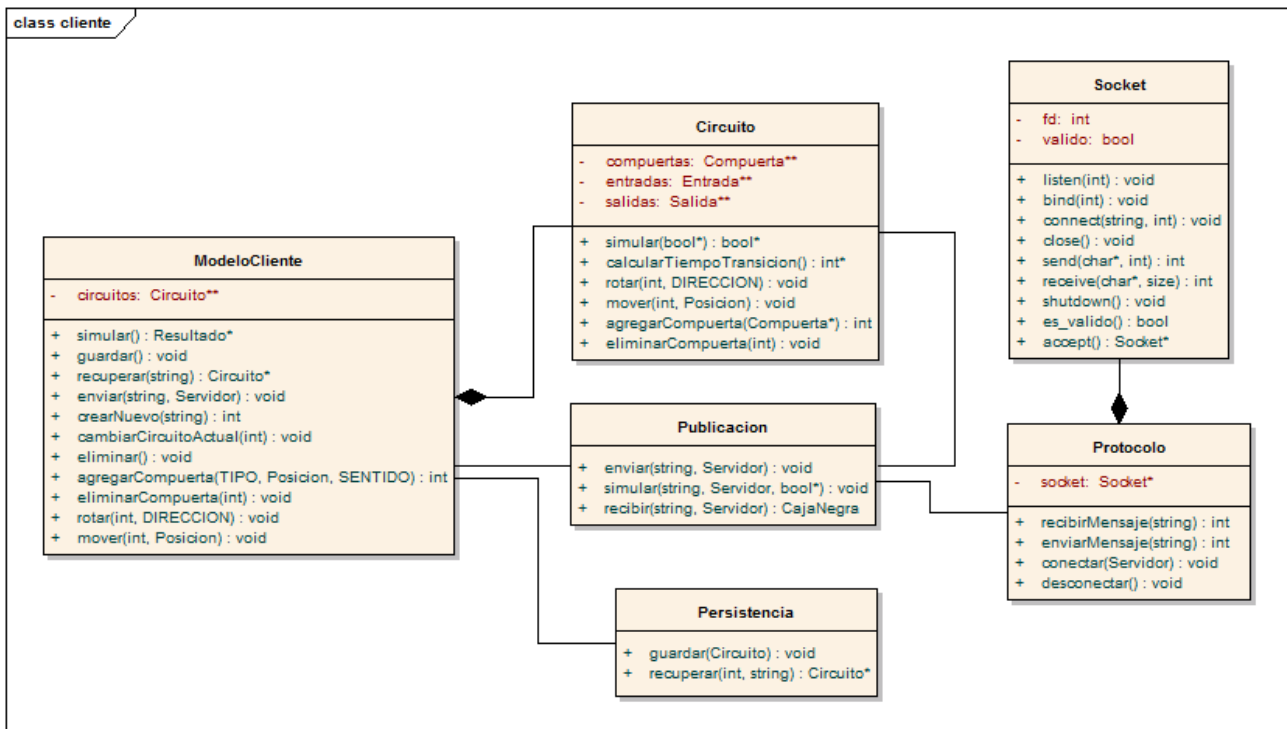 class cliente
ModeloCliente
- circuitos: Circuito**
+ simular() : Resultado*
+ guardar() : void
+ recuperar(string) : Circuito*
+ enviar(string, Servidor) : void
+ crearNuevo(string) : int
+ cambiarCircuitoActual(int) : void
+ eliminar() : void
+ agregarCompuerta(TIPO, Posicion, SENTIDO) : int
+ eliminarCompuerta(int) : void
+ rotar(int, DIRECCION) : void
+ mover(int, Posicion) : void
Circuito
- compuertas: Compuerta**
- entradas: Entrada**
- salidas: Salida**
+ simular(bool*) : bool*
+ calcularTiempoTransicion() : int*
+ rotar(int, DIRECCION) : void
+ mover(int, Posicion) : void
+ agregarCompuerta(Compuerta*) : int
+ eliminarCompuerta(int) : void
Publicacion
+ enviar(string, Servidor) : void
+ simular(string, Servidor, bool*) : void
+ recibir(string, Servidor) : CajaNegra
Persistencia
+ guardar(Circuito) : void
+ recuperar(int, string) : Circuito*
Socket
- fd: int
- valido: bool
+ listen(int) : void
+ bind(int) : void
+ connect(string, int) : void
+ close() : void
+ send(char*, int) : int
+ receive(char*, size) : int
+ shutdown() : void
+ es_valido() : bool
+ accept() : Socket*
Protocolo
- socket: Socket*
+ recibirMensaje(string) : int
+ enviarMensaje(string) : int
+ conectar(Servidor) : void
+ desconectar() : void